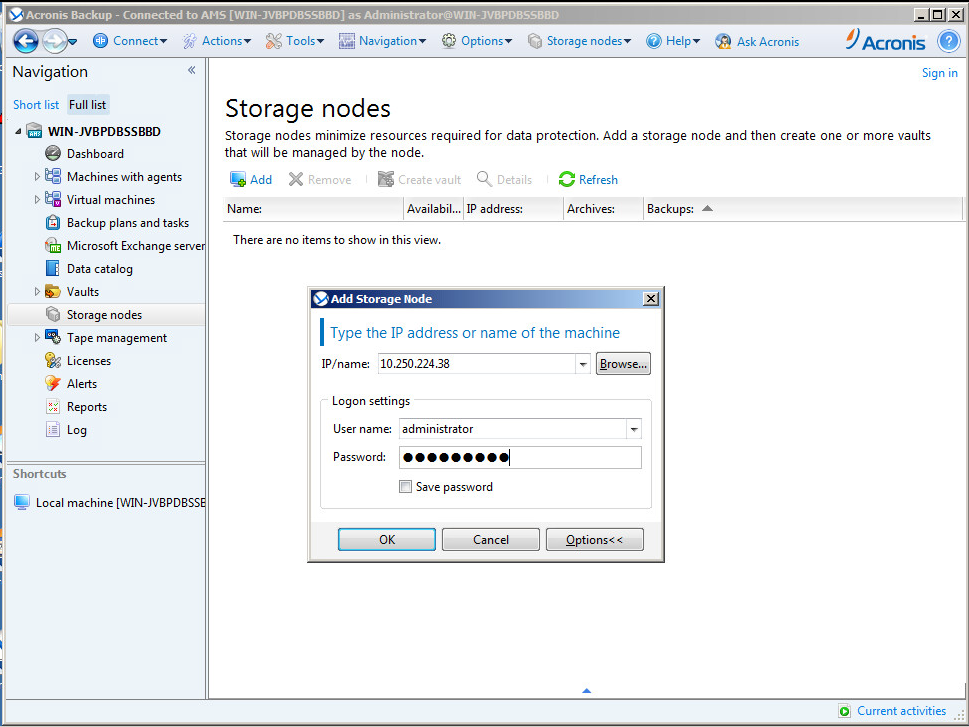 Acronis Backup - Connected to AMS [WIN-JVBPDBSSBBD] as Administrator@WIN-JVBPDBSSBBD
Connect Actions Tools Navigation Options Storage nodes Help Ask Acronis Acronis ?
Navigation «
Sign in
Short list Full list
AMS WIN-JVBPDBSSBBD
Dashboard
Machines with agents
Virtual machines
Backup plans and tasks
Microsoft Exchange server
Data catalog
Vaults
Storage nodes
Tape management
Licenses
Alerts
Reports
Log
Shortcuts
Local machine [WIN-JVBPDBSSE
Storage nodes
Storage nodes minimize resources required for data protection. Add a storage node and then create one or more vaults
that will be managed by the node.
Add Remove Create vault Details Refresh
Name: Availabil... IP address: Archives: Backups:
There are no items to show in this view.
Add Storage Node
Type the IP address or name of the machine
IP/name: 10.250.224.38 Browse...
Logon settings
User name: administrator
Password: ●●●●●●●●●
Save password
OK Cancel Options<<
Current activities